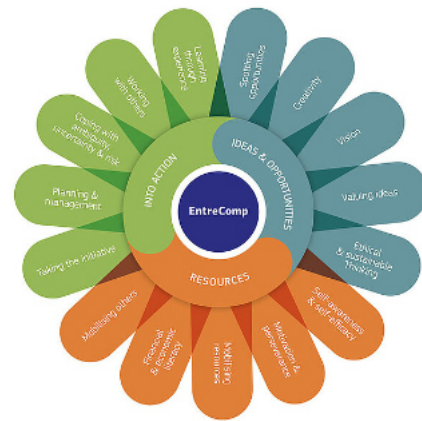 EntreComp
IDEAS & OPPORTUNITIES
RESOURCES
INTO ACTION
Spotting
opportunities
Creativity
Vision
Valuing ideas
Ethical
& sustainable
thinking
Self-awareness
& self-efficacy
Motivation &
perseverance
Mobilising
resources
Financial
& economic
literacy
Mobilising others
Taking the initiative
Planning &
management
Coping with
ambiguity,
uncertainty & risk
Working
with others
Learning
through
experience